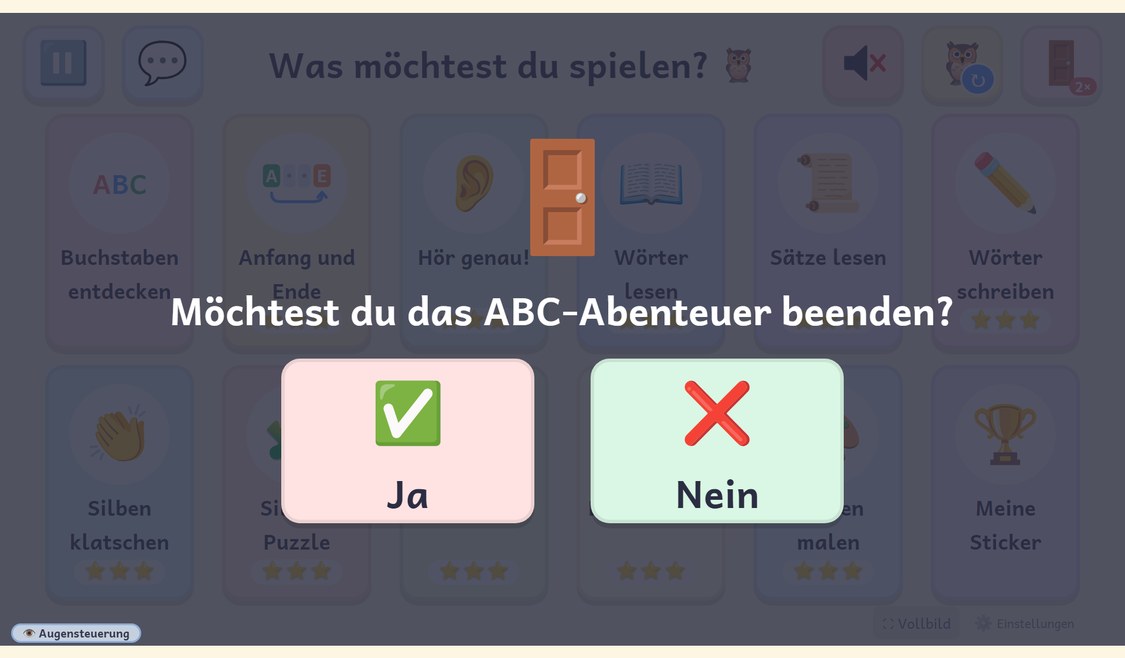 Was möchtest du spielen?
2×
ABC
A E
Buchstaben
entdecken
Anfang und
Ende
Hör genau!
Wörter
lesen
Sätze lesen
Wörter
schreiben
Möchtest du das ABC-Abenteuer beenden?
Ja
Nein
Silben
klatschen
Puzzle
malen
Meine
Sticker
Augensteuerung
Vollbild
Einstellungen